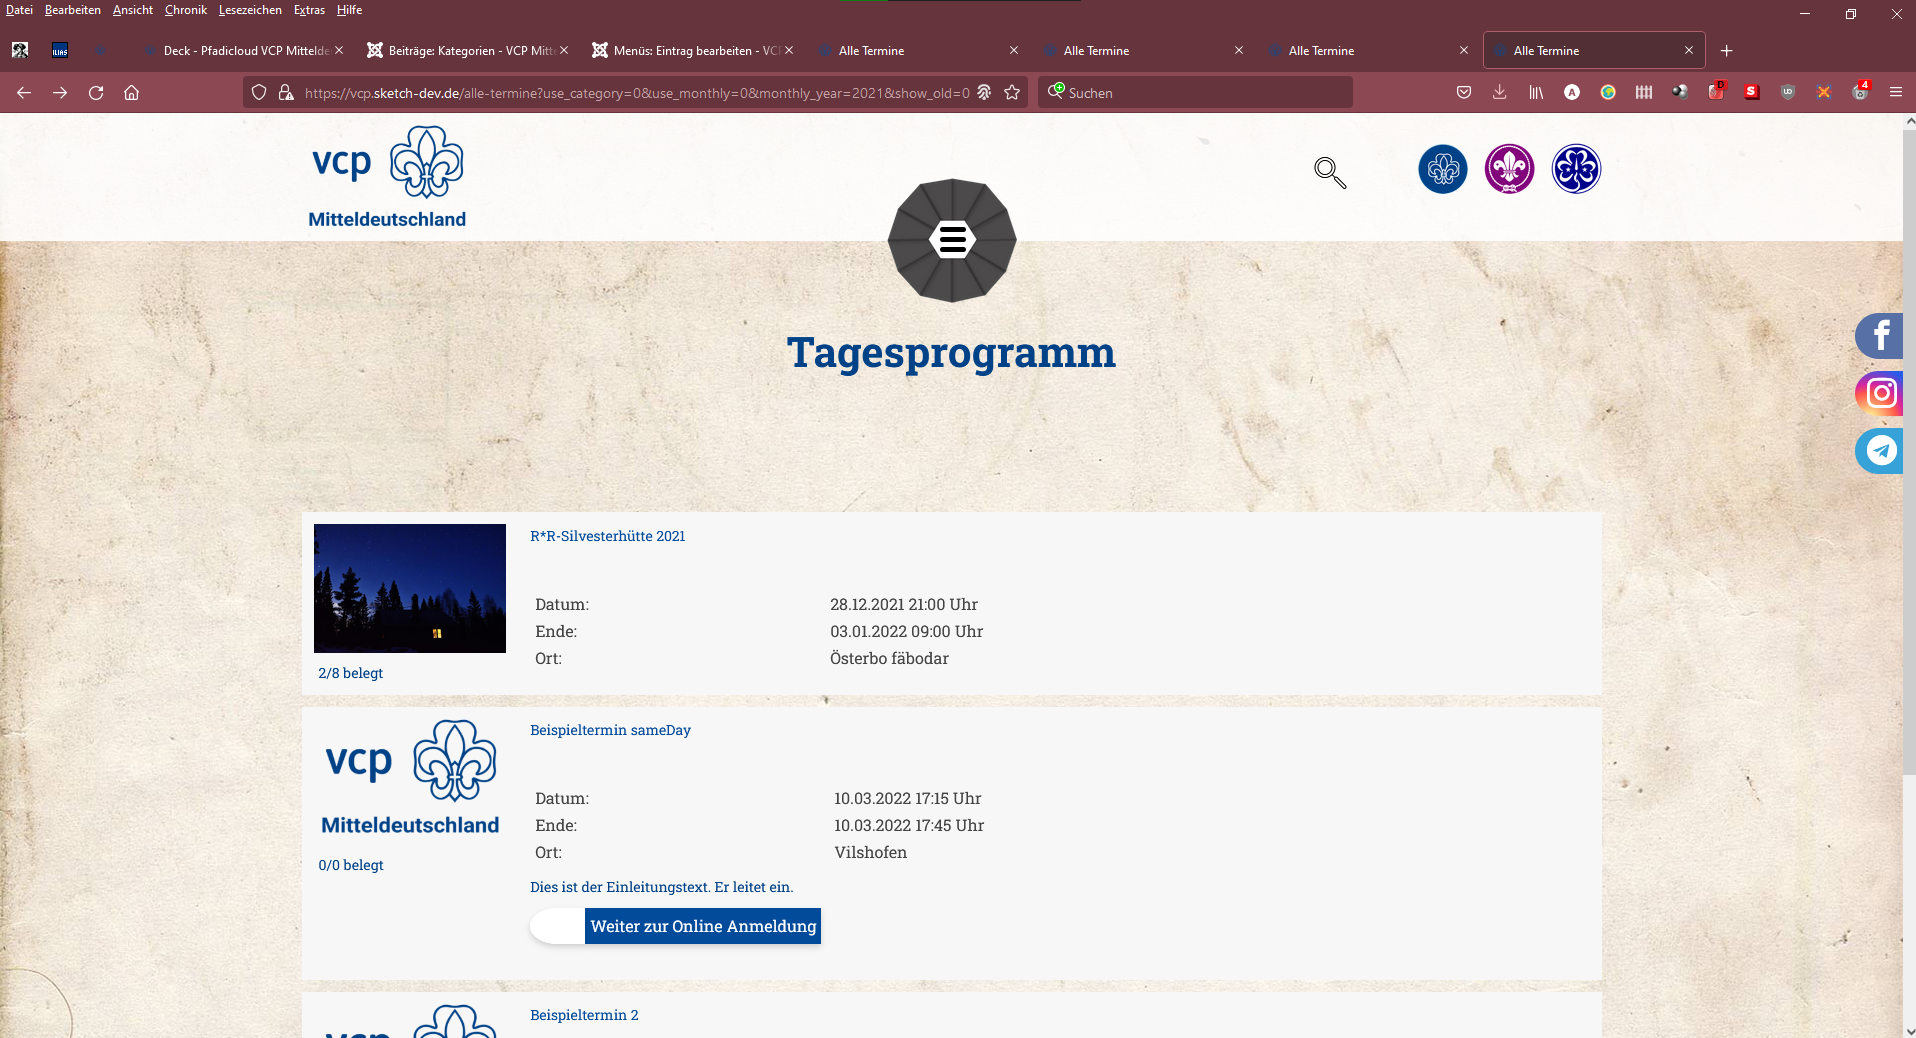 Datei Bearbeiten Ansicht Chronik Lesezeichen Extras Hilfe
ILIAS Deck - Pfadicloud VCP Mittelde Beiträge: Kategorien - VCP Mitt Menüs: Eintrag bearbeiten - VC Alle Termine Alle Termine Alle Termine Alle Termine
https://vcp.sketch-dev.de/alle-termine?use_category=0&use_monthly=0&monthly_year=2021&show_old=0 Suchen A 0 S UD 4
vcp
Mitteldeutschland
Tagesprogramm
R*R-Silvesterhütte 2021
Datum: 28.12.2021 21:00 Uhr
Ende: 03.01.2022 09:00 Uhr
Ort: Österbo fäbodar
2/8 belegt
vcp
Mitteldeutschland
Beispieltermin sameDay
Datum: 10.03.2022 17:15 Uhr
Ende: 10.03.2022 17:45 Uhr
Ort: Vilshofen
0/0 belegt
Dies ist der Einleitungstext. Er leitet ein.
Weiter zur Online Anmeldung
Beispieltermin 2
vcp